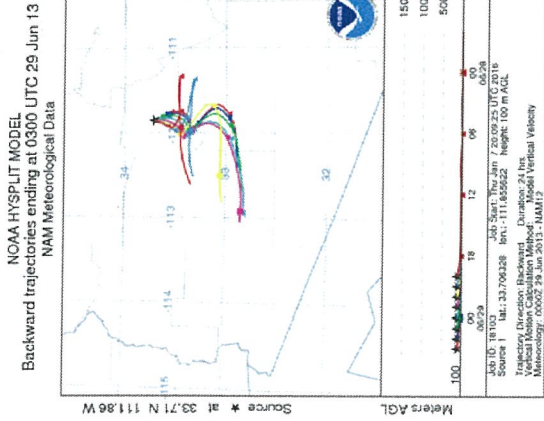 NOAA HYSPLIT MODEL
Backward trajectories ending at 0300 UTC 29 Jun 13
NAM Meteorological Data
Source ★ at 33.71 N 111.86 W
-115
-114
-113
-111
34
33
32
noaa
Meters AGL
1500
1000
500
100
00
18
12
06
00
06/29
06/28
Job ID: 18103 Job Start: Thu Jan 7 20:09:25 UTC 2016
Source 1 lat.: 33.706328 lon.: -111.855622 height: 100 m AGL
Trajectory Direction: Backward Duration: 24 hrs
Vertical Motion Calculation Method: Model Vertical Velocity
Meteorology: 0000Z 29 Jun 2013 - NAM12